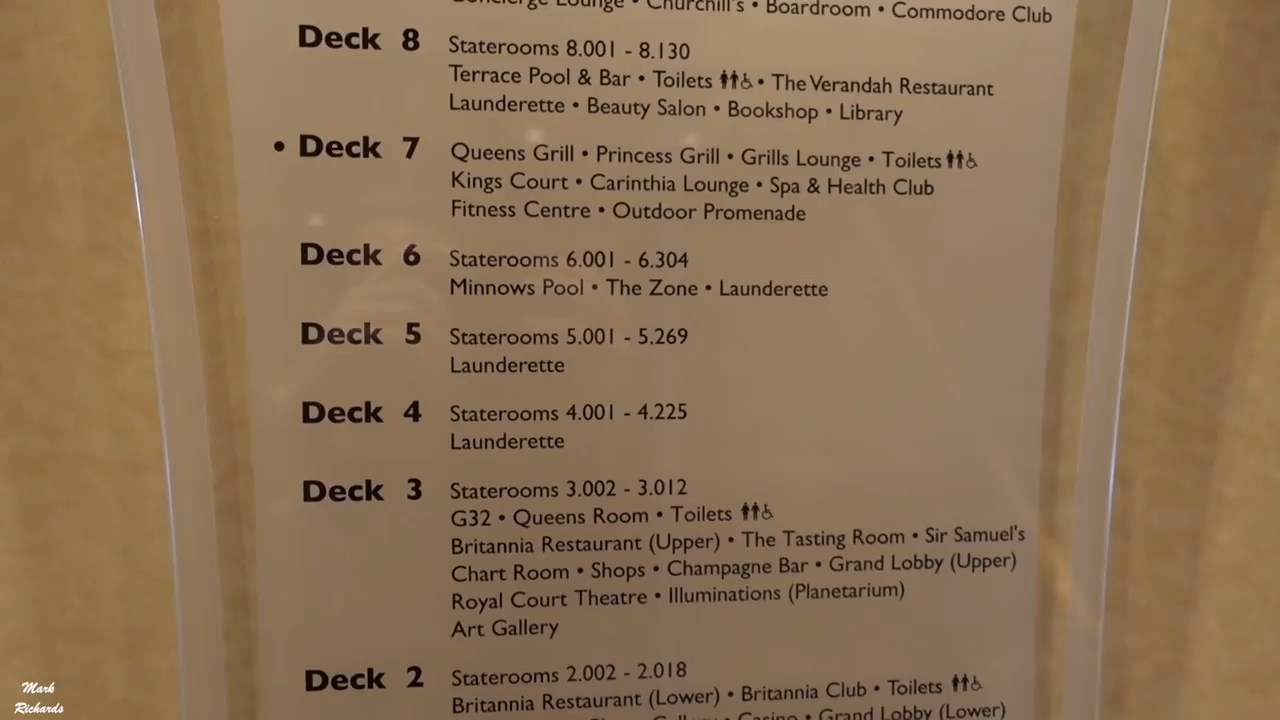 Concierge Lounge • Churchill's • Boardroom • Commodore Club
Deck 8 Staterooms 8.001 - 8.130
Terrace Pool & Bar • Toilets • The Verandah Restaurant
Launderette • Beauty Salon • Bookshop • Library
• Deck 7 Queens Grill • Princess Grill • Grills Lounge • Toilets
Kings Court • Carinthia Lounge • Spa & Health Club
Fitness Centre • Outdoor Promenade
Deck 6 Staterooms 6.001 - 6.304
Minnows Pool • The Zone • Launderette
Deck 5 Staterooms 5.001 - 5.269
Launderette
Deck 4 Staterooms 4.001 - 4.225
Launderette
Deck 3 Staterooms 3.002 - 3.012
G32 • Queens Room • Toilets
Britannia Restaurant (Upper) • The Tasting Room • Sir Samuel's
Chart Room • Shops • Champagne Bar • Grand Lobby (Upper)
Royal Court Theatre • Illuminations (Planetarium)
Art Gallery
Deck 2 Staterooms 2.002 - 2.018
Britannia Restaurant (Lower) • Britannia Club • Toilets
Casino • Grand Lobby (Lower)
Mark
Richards